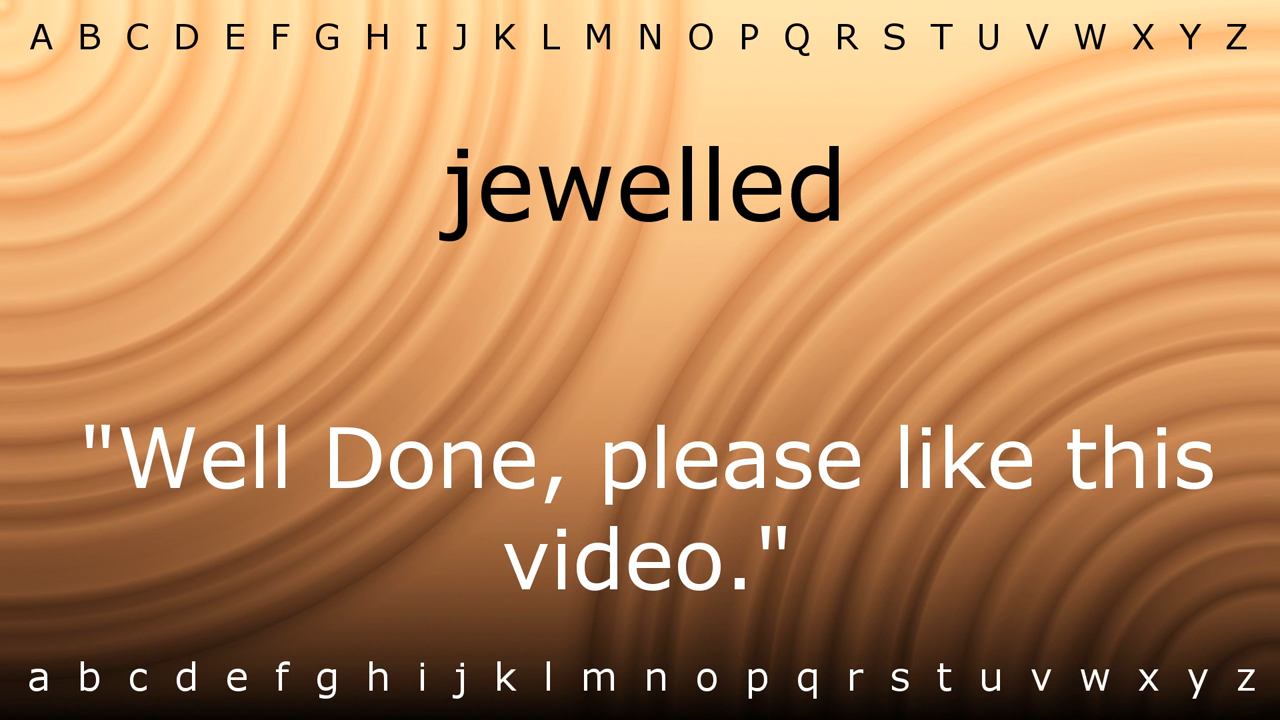 A B C D E F G H I J K L M N O P Q R S T U V W X Y Z
jewelled
"Well Done, please like this
video."
a b c d e f g h i j k l m n o p q r s t u v w x y z